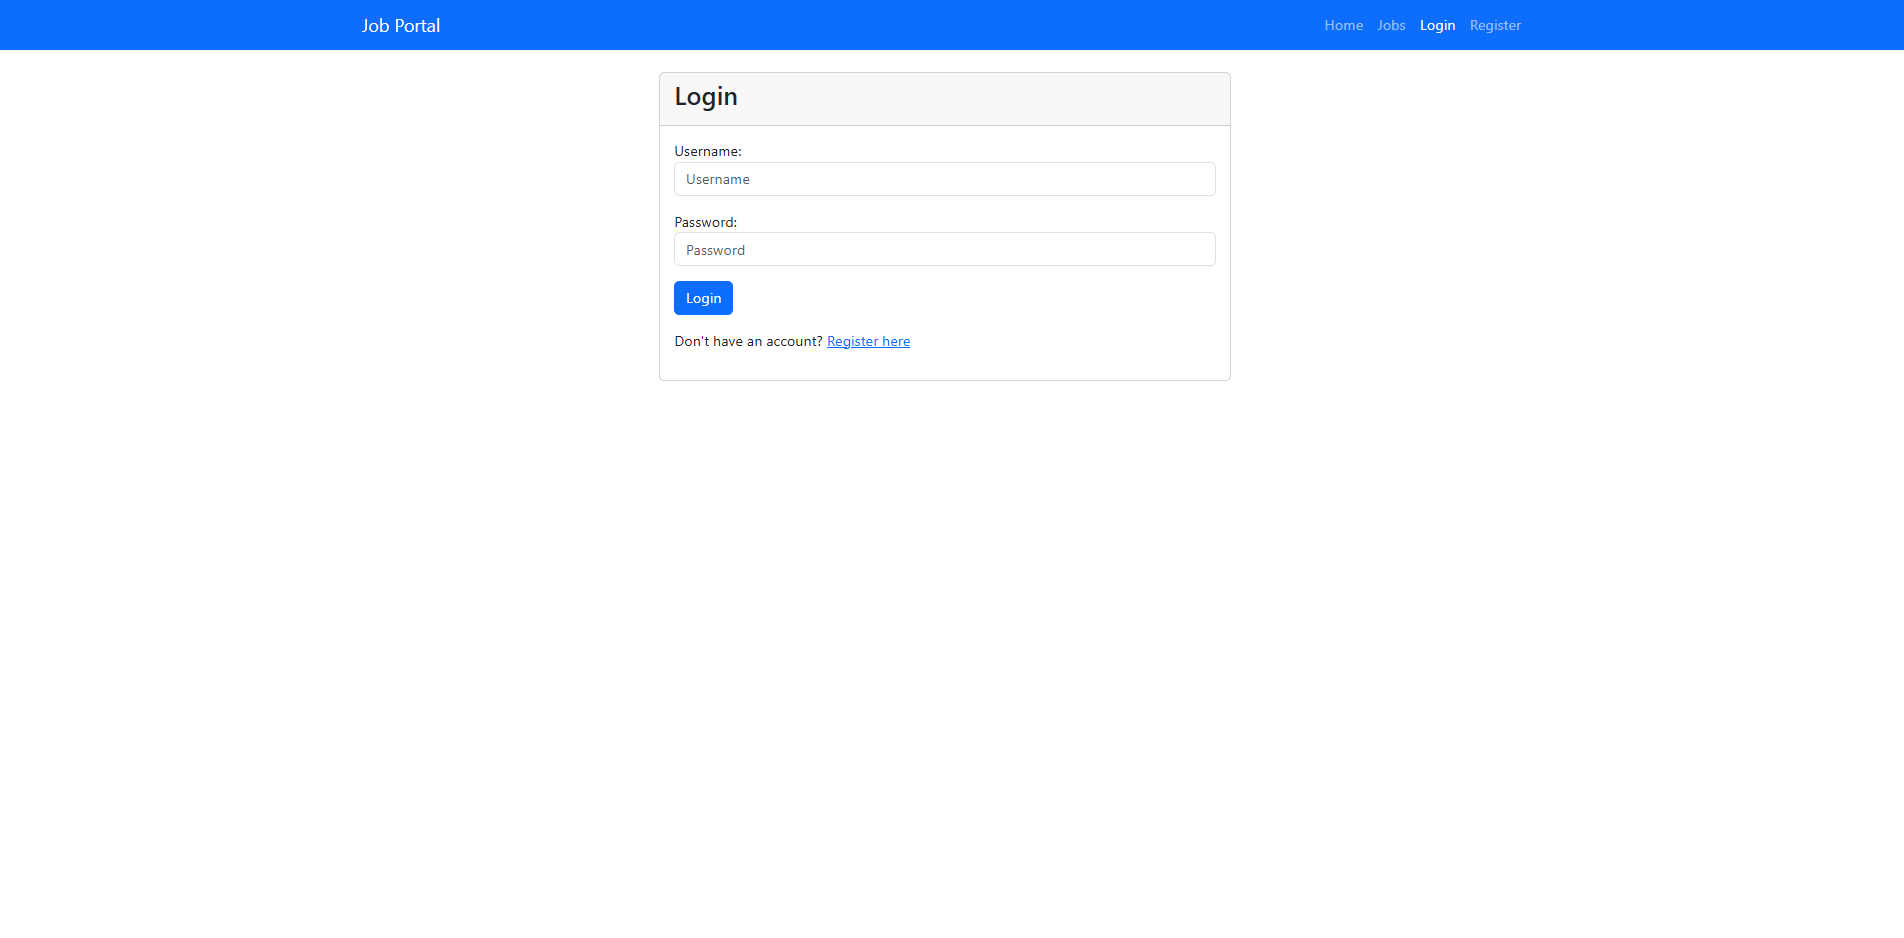 Job Portal Home Jobs Login Register
Login
Username:
Username
Password:
Password
Login
Don't have an account? Register here